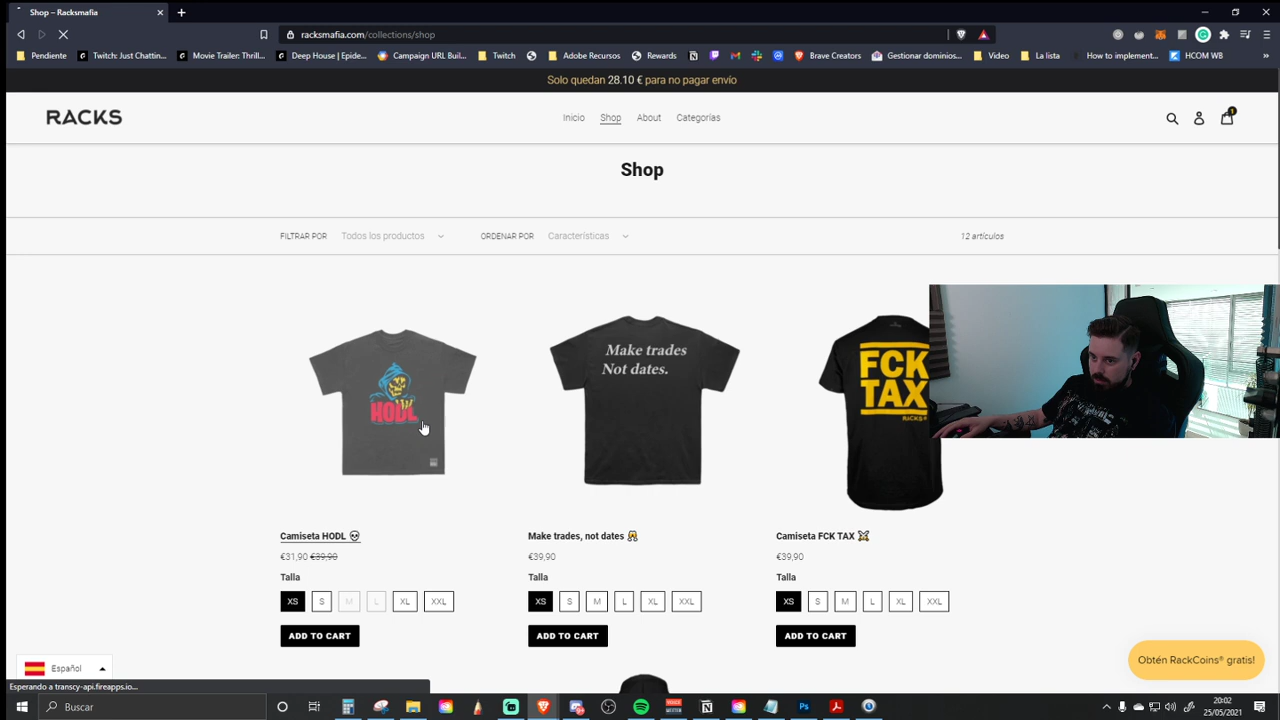 Shop – Racksmafia
racksmafia.com/collections/shop
Pendiente
Twitch: Just Chattin...
Movie Trailer: Thrill...
Deep House | Epide...
Campaign URL Buil...
Twitch
Adobe Recursos
Rewards
Brave Creators
Gestionar dominios...
Video
La lista
HCOM WB
Solo quedan 28.10 € para no pagar envío
RACKS
Inicio
Shop
About
Categorías
1
Shop
FILTRAR POR
Todos los productos
ORDENAR POR
Características
12 artículos
HODL
Make trades
Not dates.
FCK
TAX
RACKS
Camiseta HODL
€31,90 €39,90
Talla
XS S M L XL XXL
ADD TO CART
Make trades, not dates
€39,90
Talla
XS S M L XL XXL
ADD TO CART
Camiseta FCK TAX
€39,90
Talla
XS S M L XL XXL
ADD TO CART
Obtén RackCoins® gratis!
Español
Esperando a transcy-api.fireapps.io...
Buscar
20:02
25/05/2021